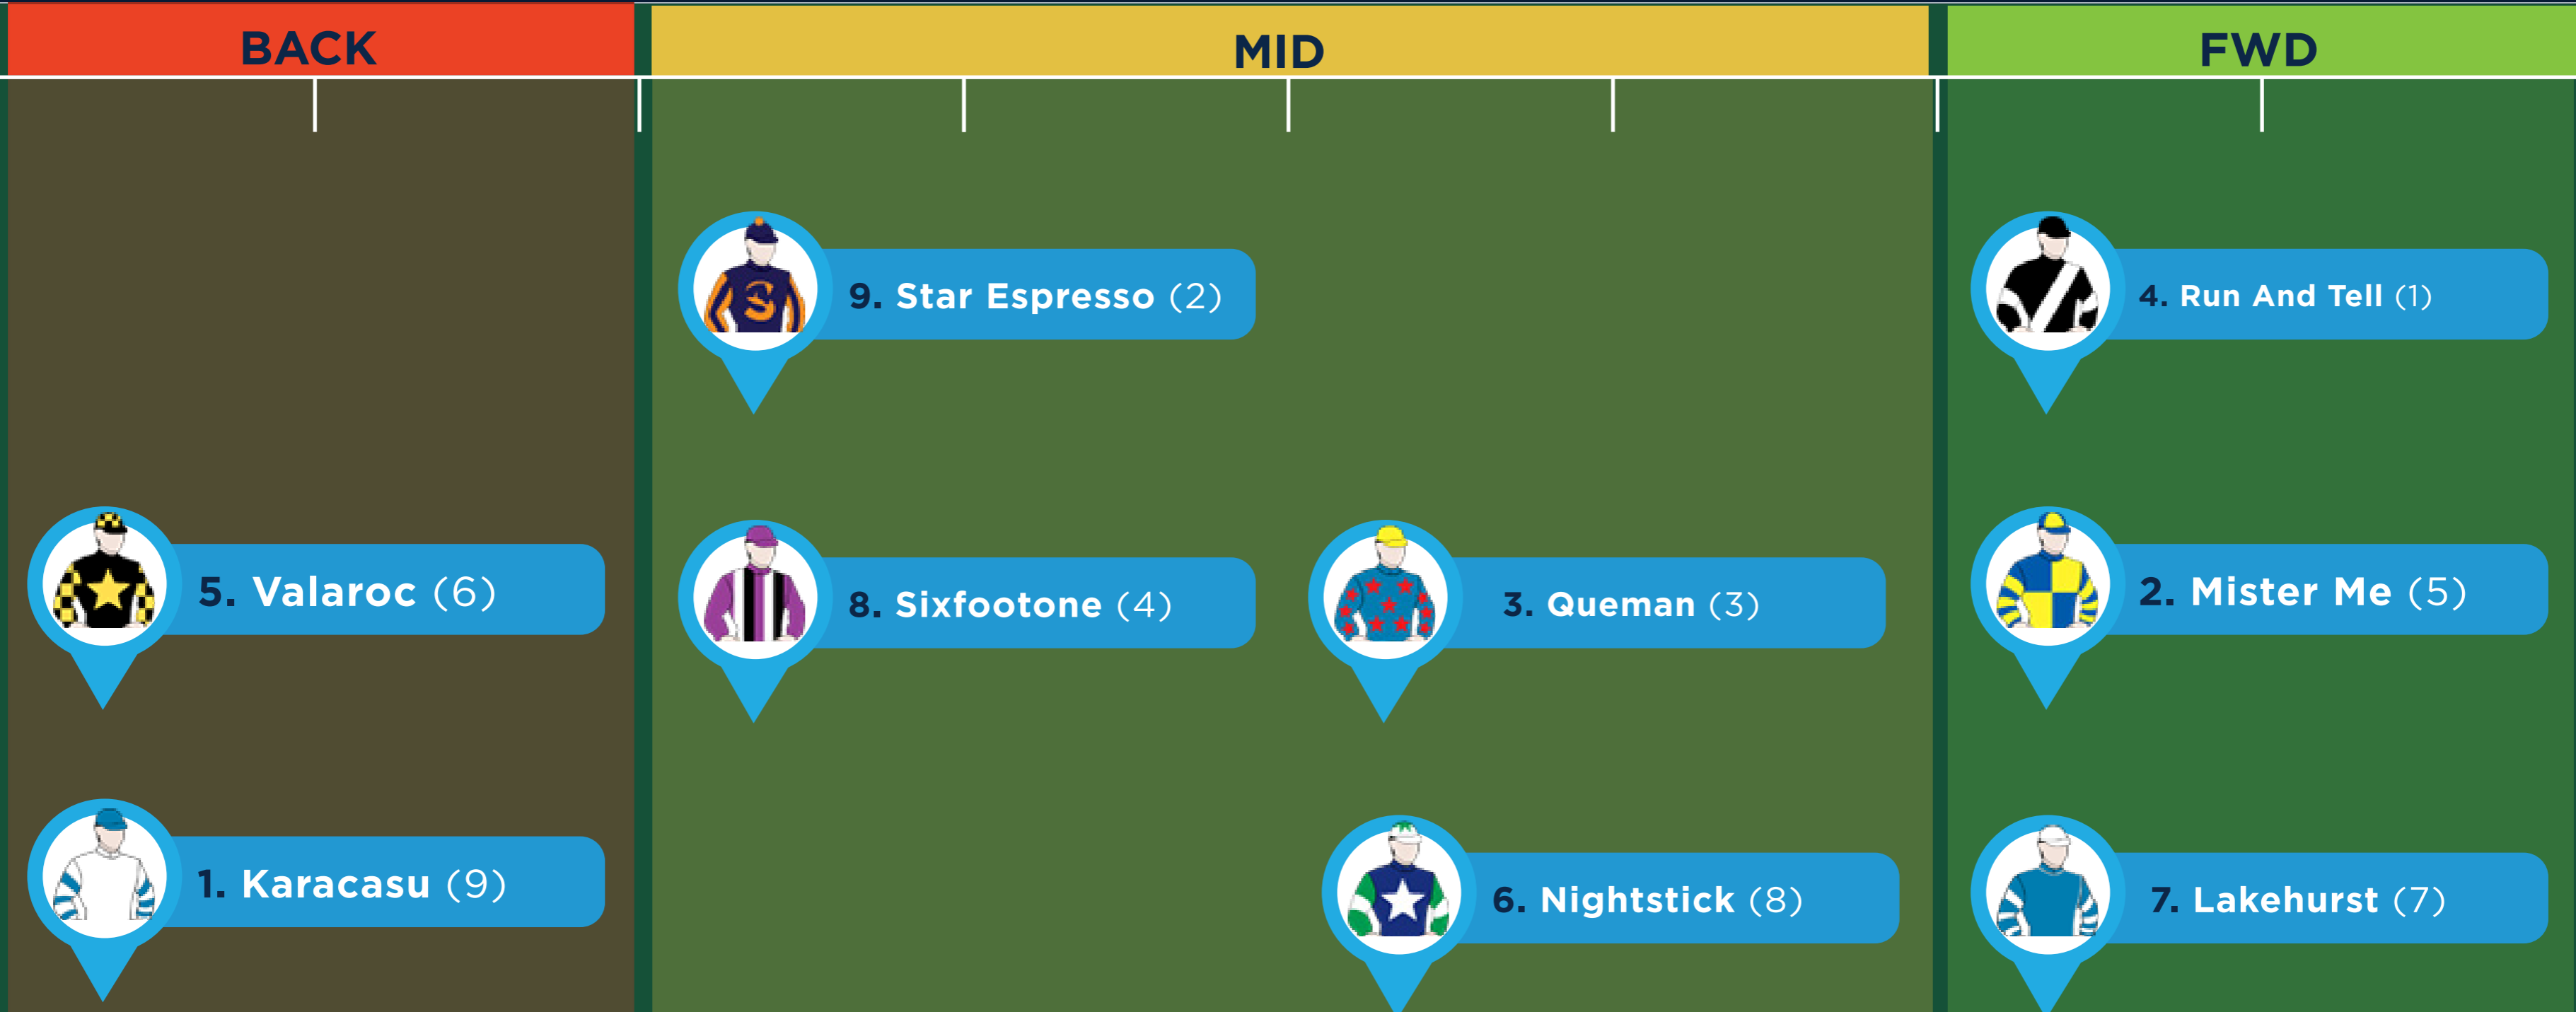 BACK
MID
FWD
9. Star Espresso (2)
4. Run And Tell (1)
5. Valaroc (6)
8. Sixfootone (4)
3. Queman (3)
2. Mister Me (5)
1. Karacasu (9)
6. Nightstick (8)
7. Lakehurst (7)
S